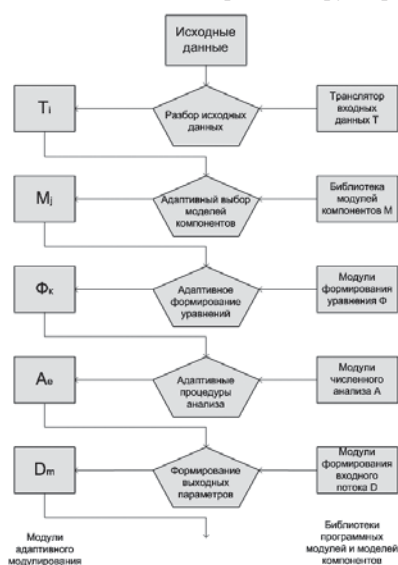 Исходные
данные
Tᵢ
Разбор исходных
данных
Транслятор
входных
данных Т
Mⱼ
Адаптивный выбор
моделей
компонентов
Библиотека
модулей
компонентов М
Фₖ
Адаптивное
формирование
уравнений
Модули
формирования
уравнения Ф
Aₑ
Адаптивные
процедуры
анализа
Модули
численного
анализа А
Dₘ
Формирование
выходных
параметров
Модули
формирования
входного
потока D
Модули
адаптивного
модулирования
Библиотеки
программных
модулей и моделей
компонентов